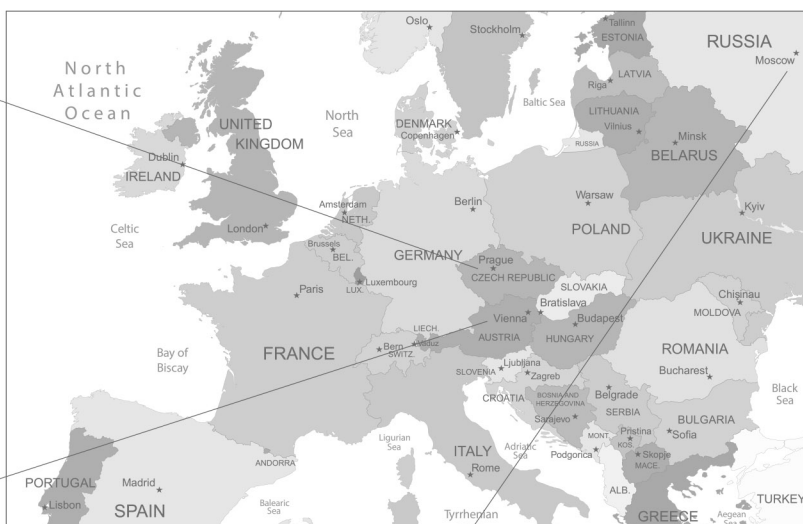 Oslo
Stockholm
Tallinn
ESTONIA
RUSSIA
Moscow
North
Atlantic
Ocean
North
Sea
Baltic Sea
Riga
LATVIA
LITHUANIA
Vilnius
RUSSIA
Minsk
BELARUS
DENMARK
Copenhagen
UNITED
KINGDOM
Dublin
IRELAND
London
Celtic
Sea
Amsterdam
NETH.
Brussels
BEL.
Luxembourg
LUX.
Berlin
GERMANY
Warsaw
POLAND
Kyiv
UKRAINE
Prague
CZECH REPUBLIC
SLOVAKIA
Bratislava
Vienna
AUSTRIA
Budapest
HUNGARY
Chişinau
MOLDOVA
Paris
FRANCE
Bern
SWITZ.
LIECH.
Vaduz
Bay of
Biscay
ROMANIA
Bucharest
Black
Sea
Ljubljana
SLOVENIA
Zagreb
CROATIA
BOSNIA AND
HERZEGOVINA
Sarajevo
Belgrade
SERBIA
BULGARIA
Sofia
Pristina
KOS.
MONT.
Podgorica
Skopje
MACE.
ALB.
GREECE
TURKEY
Aegean
Sea
ITALY
Rome
Adriatic
Sea
Ligurian
Sea
Tyrrhenian
ANDORRA
Balearic
Sea
Madrid
SPAIN
PORTUGAL
Lisbon